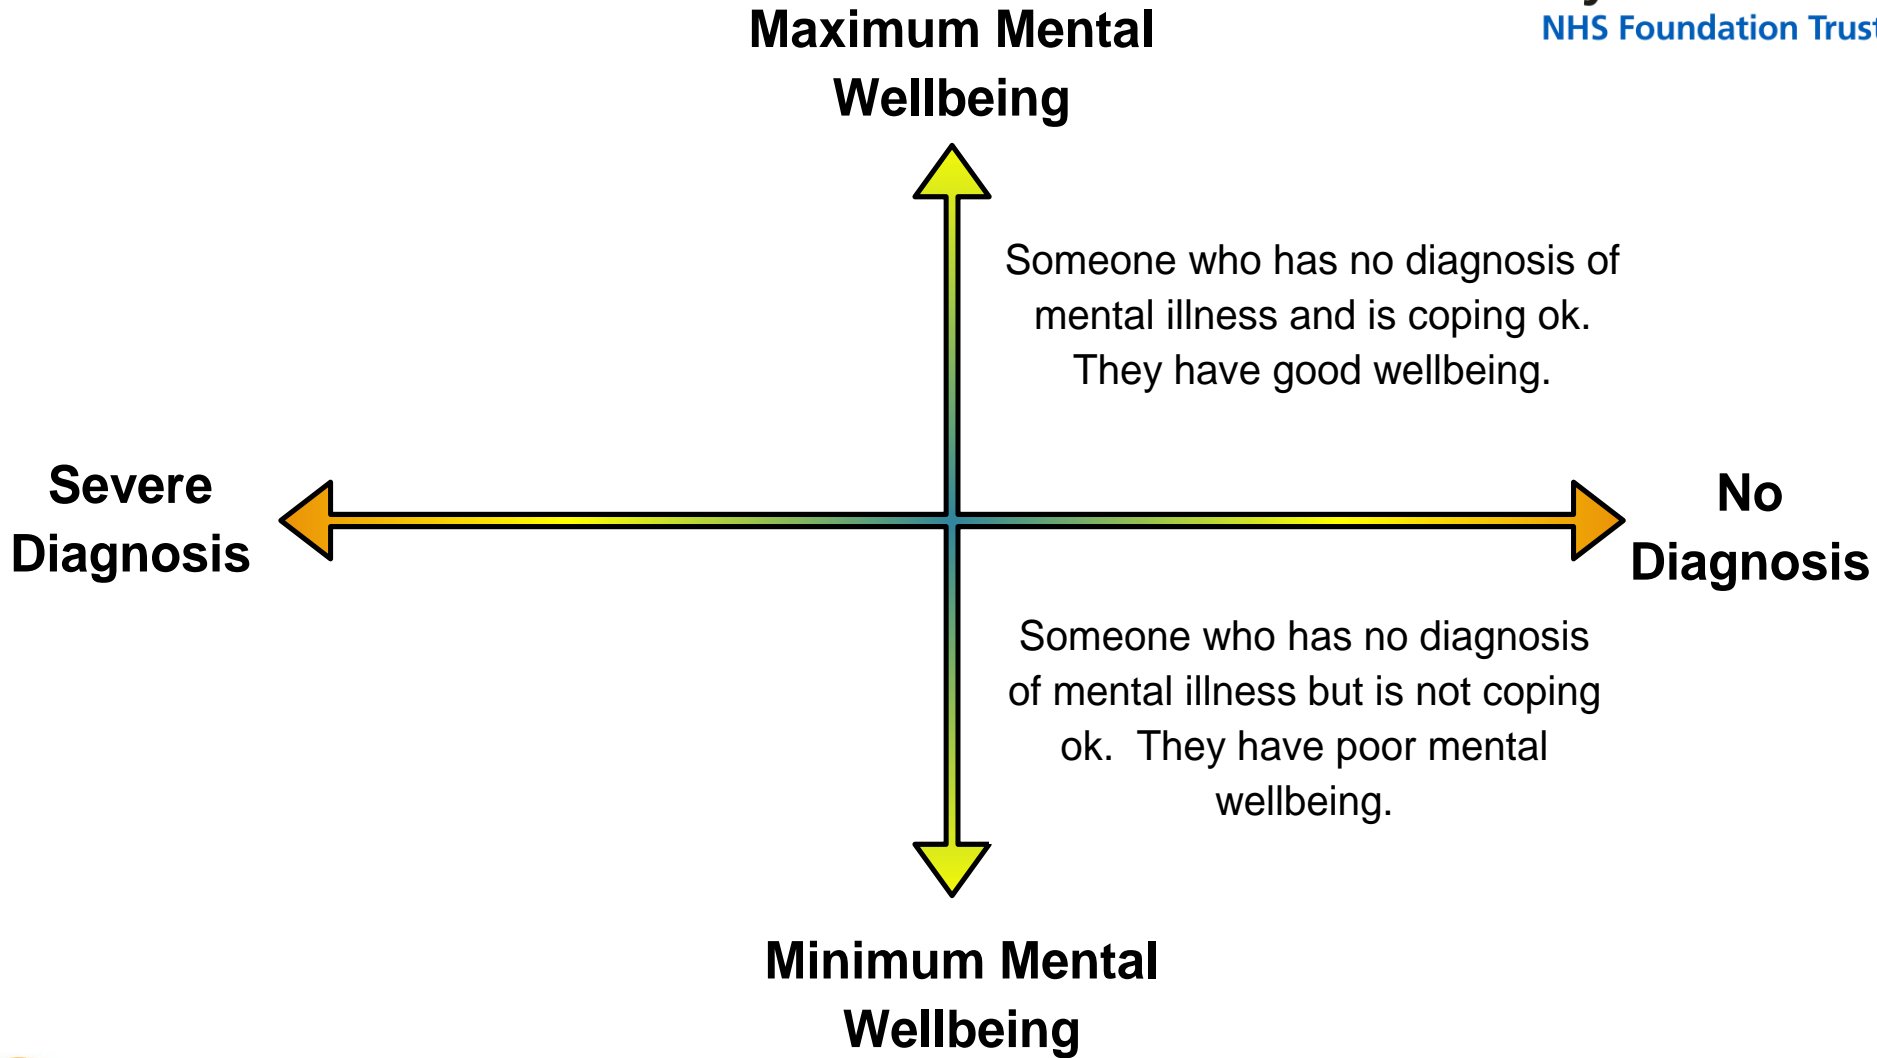 NHS Foundation Trust
Maximum Mental
Wellbeing
Someone who has no diagnosis of
mental illness and is coping ok.
They have good wellbeing.
Severe
Diagnosis
No
Diagnosis
Someone who has no diagnosis
of mental illness but is not coping
ok.  They have poor mental
wellbeing.
Minimum Mental
Wellbeing